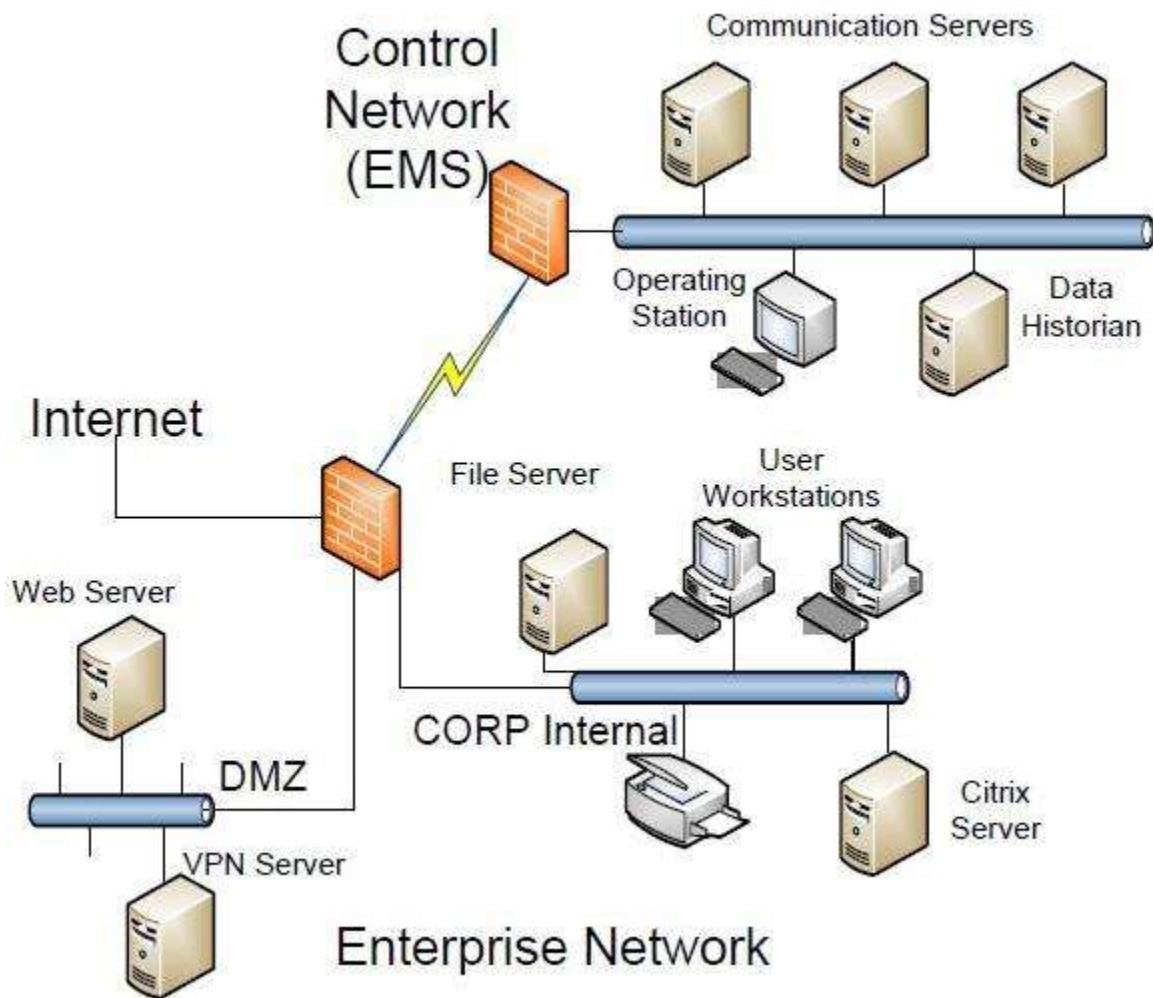 Control
Network
(EMS)
Communication Servers
Operating
Station
Data
Historian
Internet
File Server
User
Workstations
Web Server
CORP Internal
DMZ
Citrix
Server
VPN Server
Enterprise Network